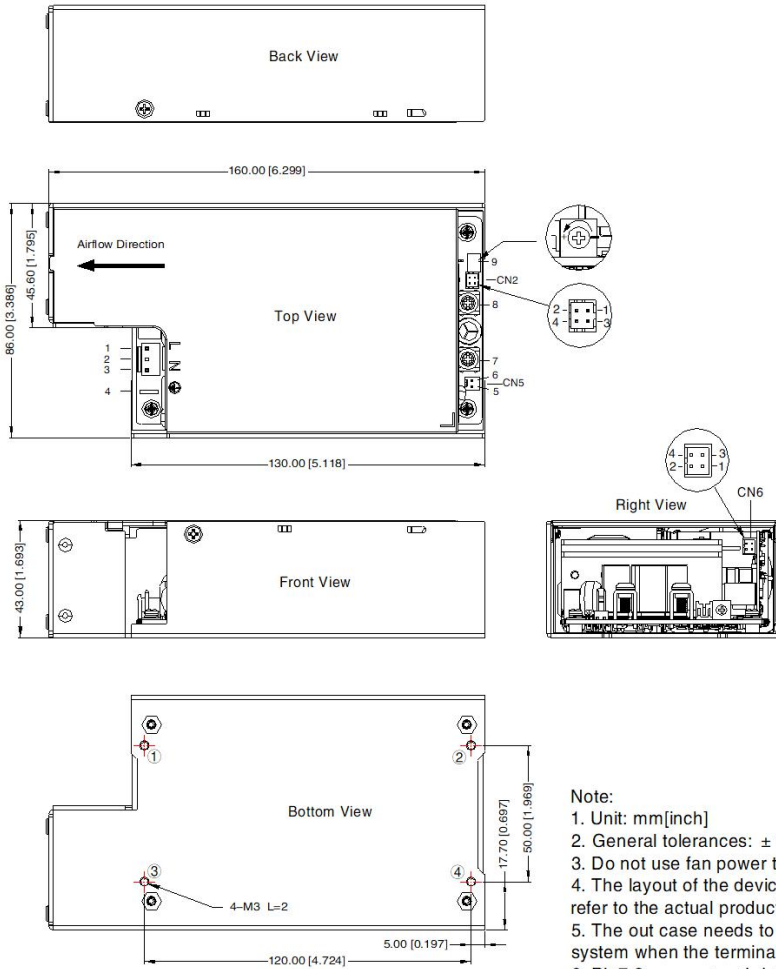 Back View
160.00 [6.299]
86.00 [3.386]
45.60 [1.795]
Airflow Direction
Top View
+
9
CN2
8
7
6
CN5
5
2
1
4
3
1
2
3
4
L
N
130.00 [5.118]
4
3
2
1
Right View
CN6
43.00 [1.693]
Front View
1
2
Bottom View
3
4
17.70 [0.697]
50.00 [1.969]
4-M3 L=2
5.00 [0.197]
120.00 [4.724]
Note:
1. Unit: mm[inch]
2. General tolerances: ±
3. Do not use fan power t
4. The layout of the devic
refer to the actual product
5. The out case needs to
system when the termina